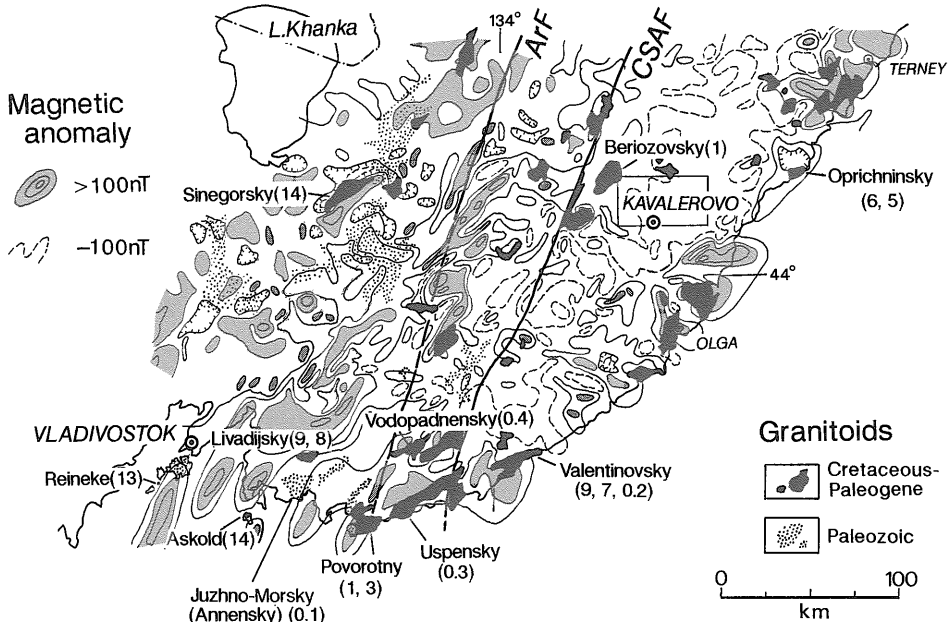 L.Khanka
134°
ArF
CSAF
TERNEY
Magnetic
anomaly
>100nT
–100nT
Beriozovsky(1)
Sinegorsky(14)
KAVALEROVO
Oprichninsky
(6, 5)
44°
OLGA
VLADIVOSTOK
Livadijsky(9, 8)
Vodopadnensky(0.4)
Reineke(13)
Valentinovsky
(9, 7, 0.2)
Askold(14)
Povorotny
(1, 3)
Uspensky
(0.3)
Juzhno-Morsky
(Annensky) (0.1)
Granitoids
Cretaceous-
Paleogene
Paleozoic
0 100
km